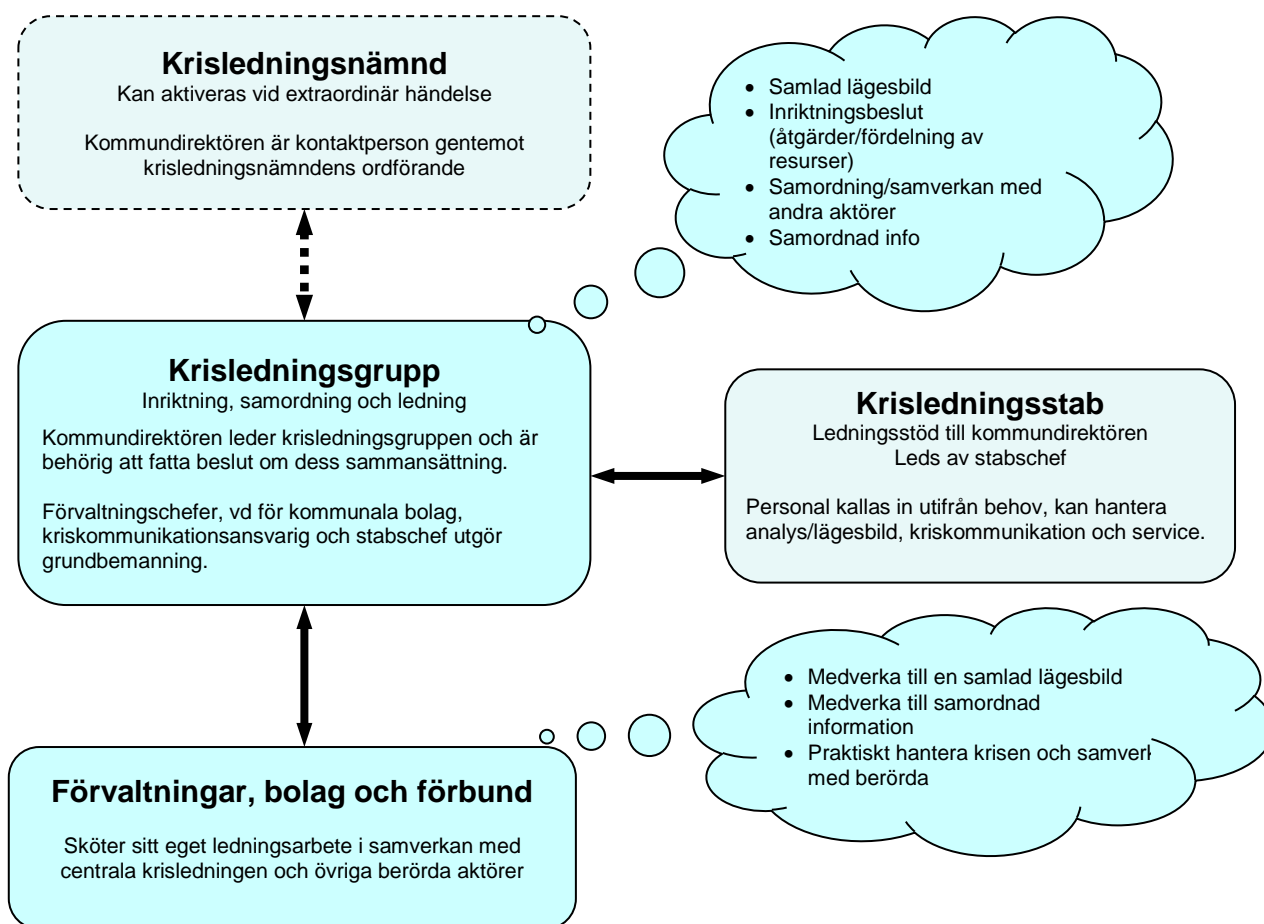 Krisledningsnämnd
Kan aktiveras vid extraordinär händelse
Kommundirektören är kontaktperson gentemot
krisledningsnämndens ordförande
• Samlad lägesbild
• Inriktningsbeslut
(åtgärder/fördelning av
resurser)
• Samordning/samverkan med
andra aktörer
• Samordnad info
Krisledningsgrupp
Inriktning, samordning och ledning
Kommundirektören leder krisledningsgruppen och är
behörig att fatta beslut om dess sammansättning.
Förvaltningschefer, vd för kommunala bolag,
kriskommunikationsansvarig och stabschef utgör
grundbemanning.
Krisledningsstab
Ledningsstöd till kommundirektören
Leds av stabschef
Personal kallas in utifrån behov, kan hantera
analys/lägesbild, kriskommunikation och service.
• Medverka till en samlad lägesbild
• Medverka till samordnad
information
• Praktiskt hantera krisen och samverk
med berörda
Förvaltningar, bolag och förbund
Sköter sitt eget ledningsarbete i samverkan med
centrala krisledningen och övriga berörda aktörer